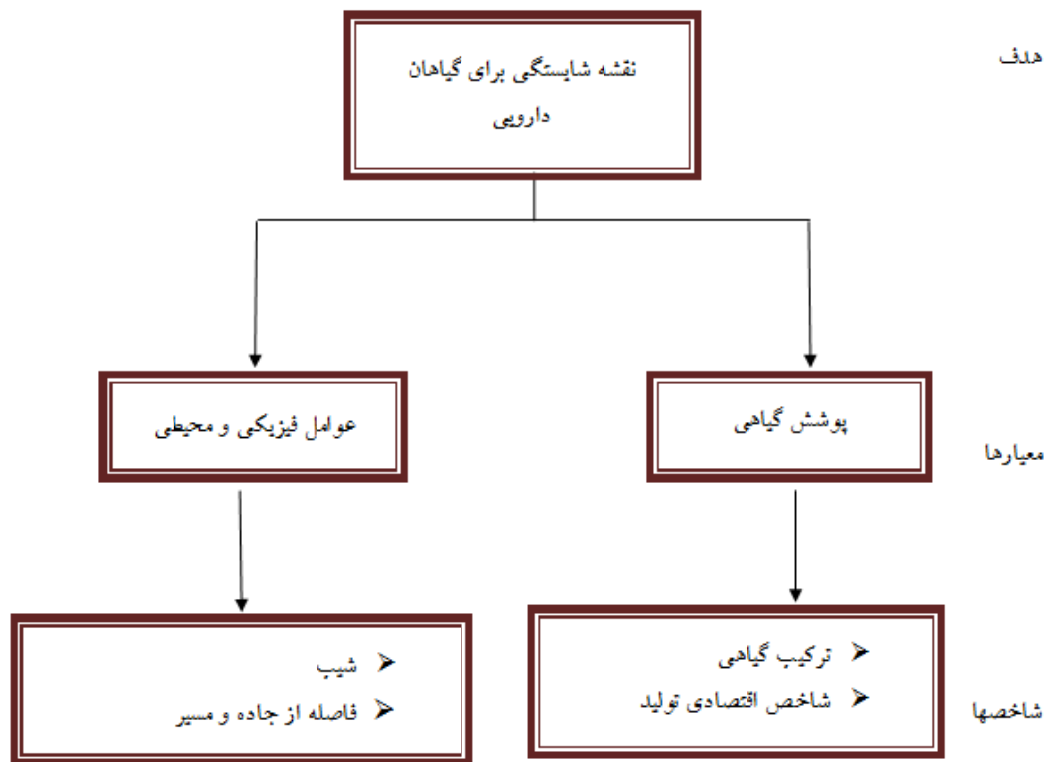 هدف
نقشه شایستگی برای گیاهان
دارویی
معیارها
پوشش گیاهی
عوامل فیزیکی و محیطی
شاخصها
ترکیب گیاهی
شاخص اقتصادی تولید
شیب
فاصله از جاده و مسیر